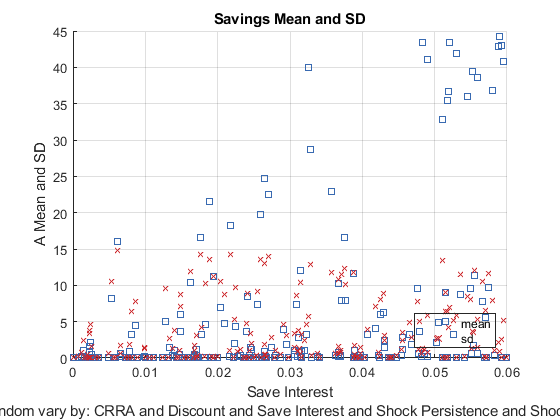 Savings Mean and SD
45
40
35
30
25
20
15
10
5
0
A Mean and SD
mean
sd
0
0.01
0.02
0.03
0.04
0.05
0.06
Save Interest
ndom vary by: CRRA and Discount and Save Interest and Shock Persistence and Sho